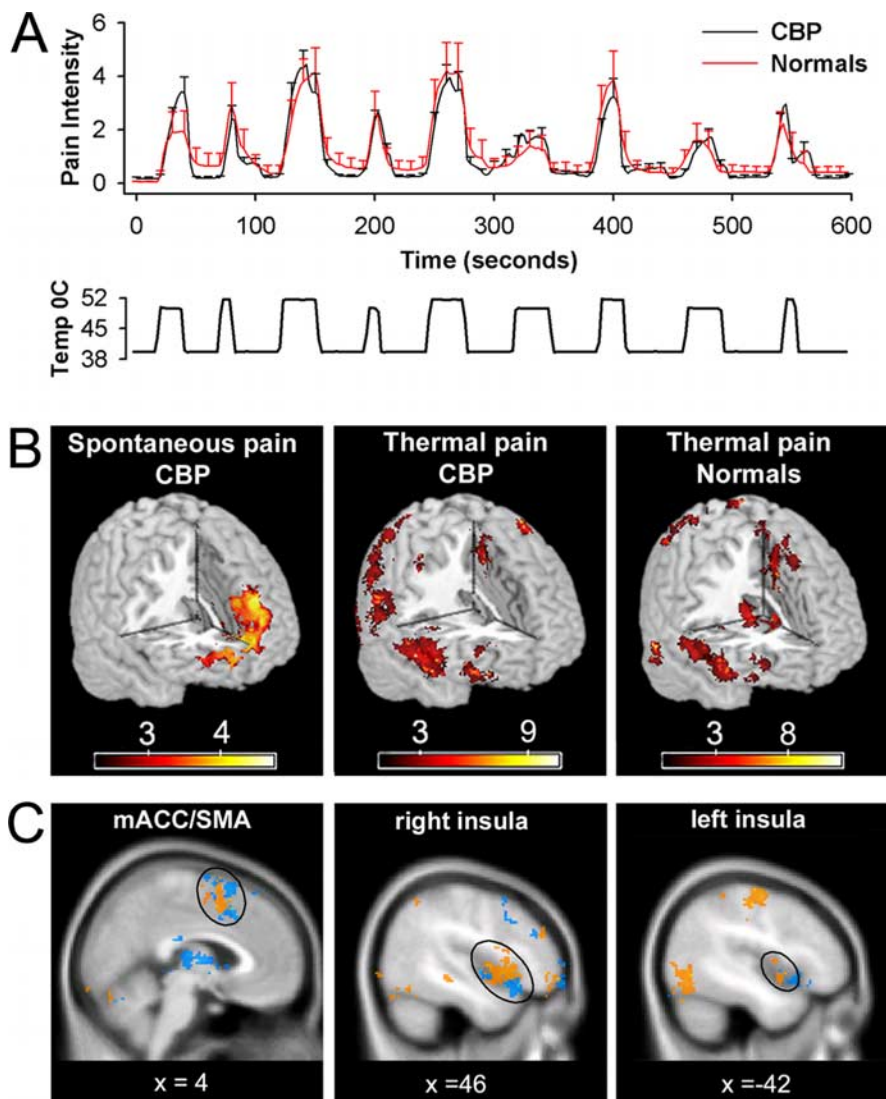 A
6
4
2
0
Pain Intensity
CBP
Normals
0 100 200 300 400 500 600
Time (seconds)
52
45
38
Temp 0C
B
Spontaneous pain
CBP
Thermal pain
CBP
Thermal pain
Normals
3 4
3 9
3 8
C
mACC/SMA
right insula
left insula
x = 4
x =46
x =-42